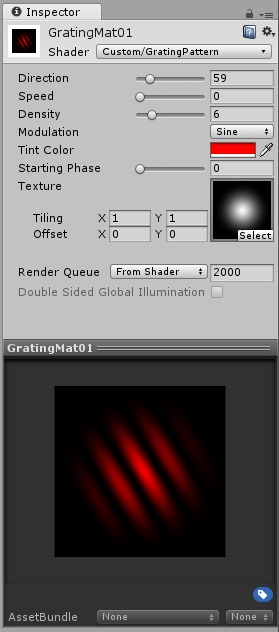 Inspector
GratingMat01
Shader Custom/GratingPattern
Direction 59
Speed 0
Density 6
Modulation Sine
Tint Color
Starting Phase 0
Texture
Tiling X 1 Y 1
Offset X 0 Y 0
Select
Render Queue From Shader 2000
Double Sided Global Illumination
GratingMat01
AssetBundle None None